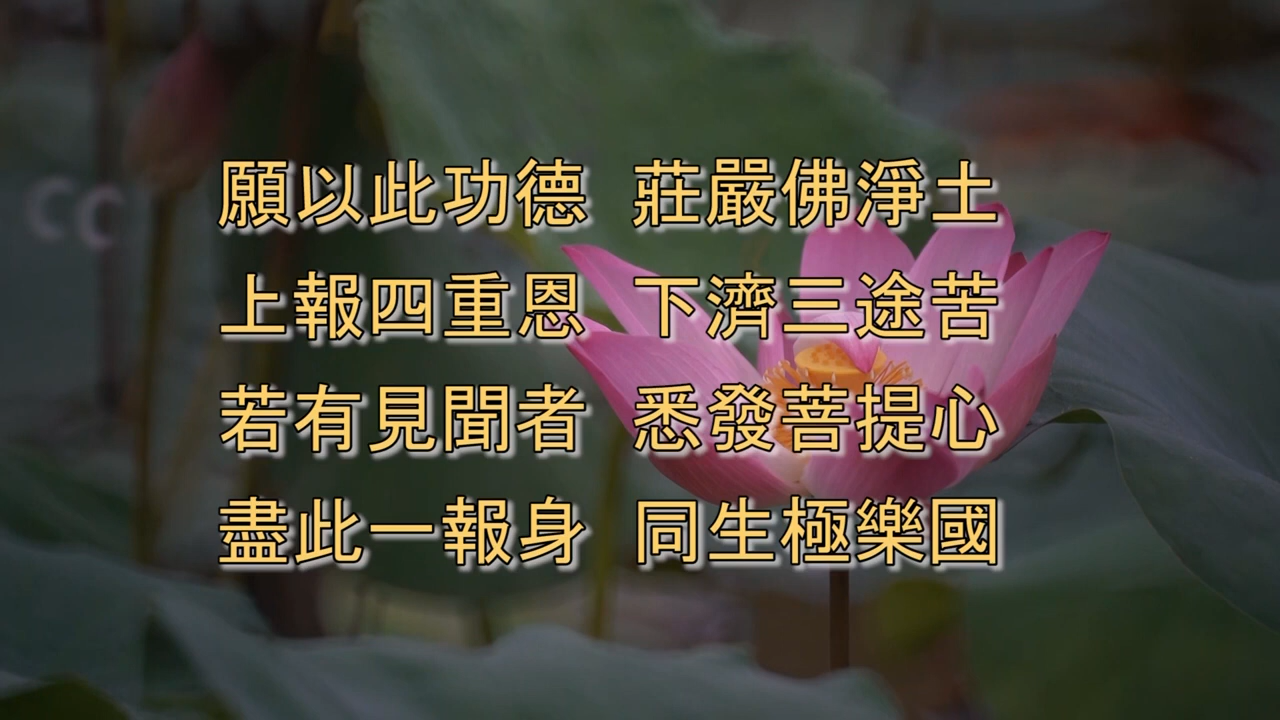 CC
願以此功德 莊嚴佛淨土
上報四重恩 下濟三途苦
若有見聞者 悉發菩提心
盡此一報身 同生極樂國